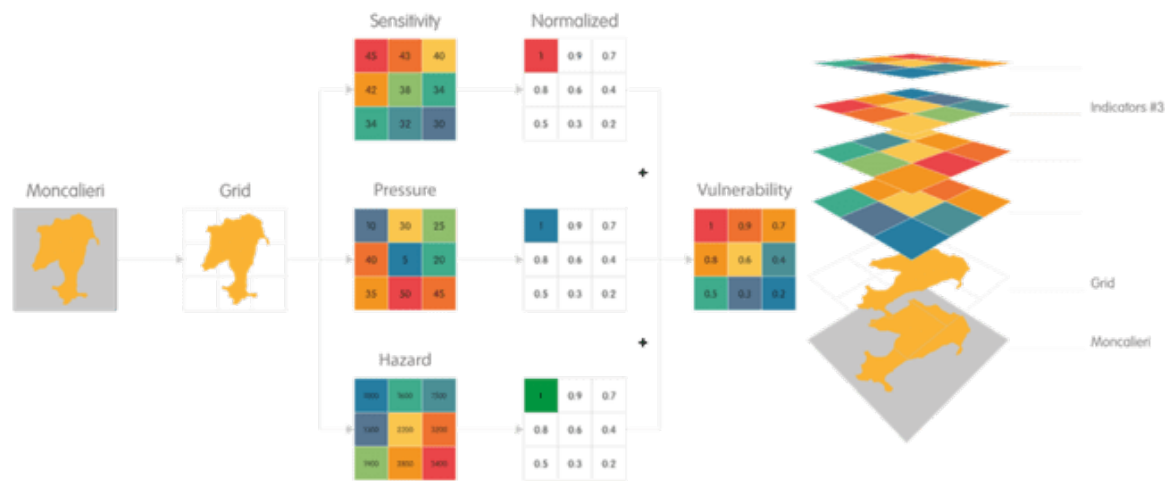 Sensitivity
45 43 40
42 38 34
34 32 30
Normalized
1 0.9 0.7
0.8 0.6 0.4
0.5 0.3 0.2
Moncalieri
Grid
Pressure
10 30 25
40 5 20
35 50 45
1 0.9 0.7
0.8 0.6 0.4
0.5 0.3 0.2
+
+
Vulnerability
1 0.9 0.7
0.8 0.6 0.4
0.5 0.3 0.2
Hazard
1 0.9 0.7
0.8 0.6 0.4
0.5 0.3 0.2
Indicators #3
Grid
Moncalieri